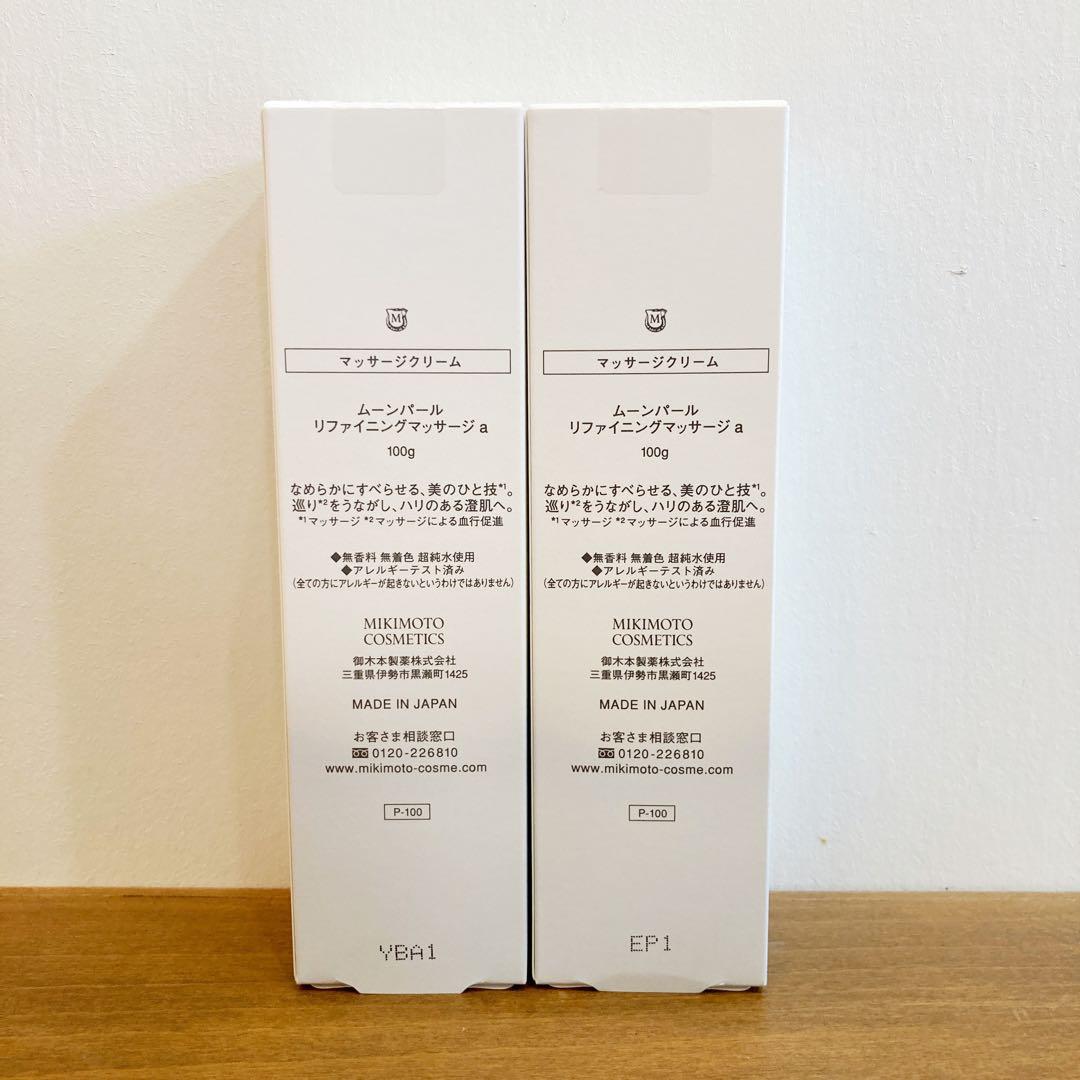 M
マッサージクリーム
ムーンパール
リファイニングマッサージ a
100g
なめらかにすべらせる、美のひと技*1。
巡り*2をうながし、ハリのある澄肌へ。
*1マッサージ *2マッサージによる血行促進
◆無香料 無着色 超純水使用
◆アレルギーテスト済み
(全ての方にアレルギーが起きないというわけではありません)
MIKIMOTO
COSMETICS
御木本製薬株式会社
三重県伊勢市黒瀬町1425
MADE IN JAPAN
お客さま相談窓口
0120-226810
www.mikimoto-cosme.com
P-100
YBA1
M
マッサージクリーム
ムーンパール
リファイニングマッサージ a
100g
なめらかにすべらせる、美のひと技*1。
巡り*2をうながし、ハリのある澄肌へ。
*1マッサージ *2マッサージによる血行促進
◆無香料 無着色 超純水使用
◆アレルギーテスト済み
(全ての方にアレルギーが起きないというわけではありません)
MIKIMOTO
COSMETICS
御木本製薬株式会社
三重県伊勢市黒瀬町1425
MADE IN JAPAN
お客さま相談窓口
0120-226810
www.mikimoto-cosme.com
P-100
EP1